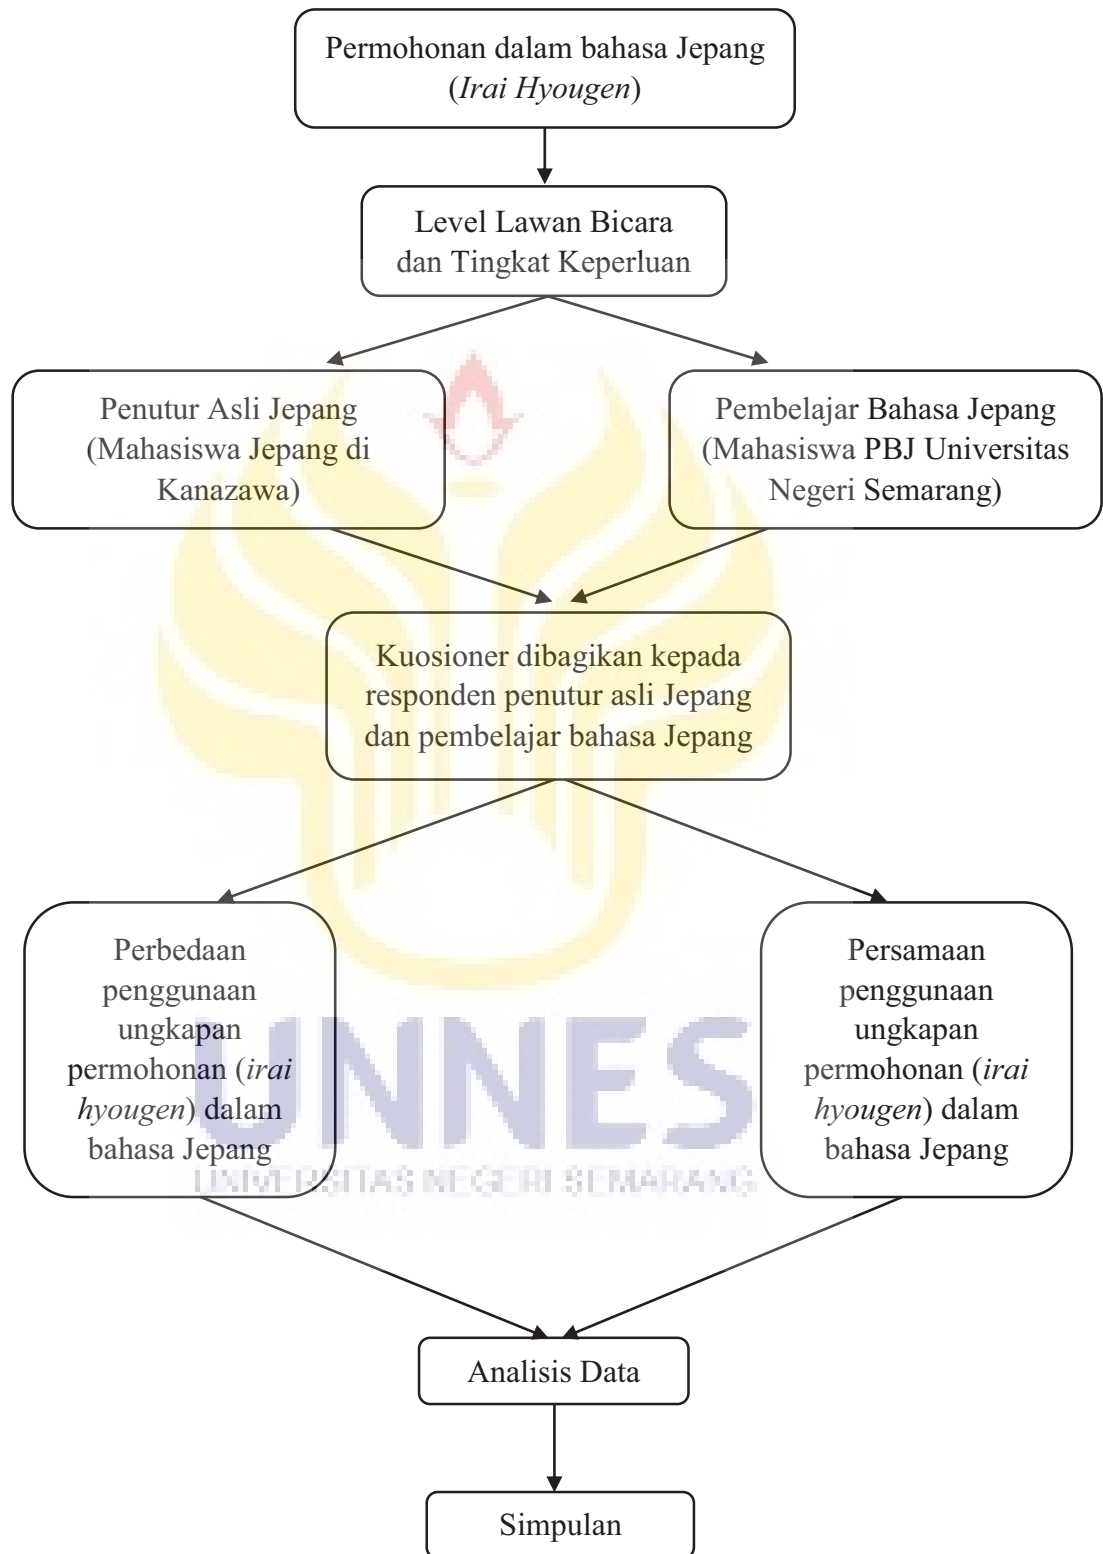 Permohonan dalam bahasa Jepang
(Irai Hyougen)
Level Lawan Bicara
dan Tingkat Keperluan
Penutur Asli Jepang
(Mahasiswa Jepang di
Kanazawa)
Pembelajar Bahasa Jepang
(Mahasiswa PBJ Universitas
Negeri Semarang)
Kuosioner dibagikan kepada
responden penutur asli Jepang
dan pembelajar bahasa Jepang
Perbedaan
penggunaan
ungkapan
permohonan (irai
hyougen) dalam
bahasa Jepang
Persamaan
penggunaan
ungkapan
permohonan (irai
hyougen) dalam
bahasa Jepang
UNNES
UNIVERSITAS NEGERI SEMARANG
Analisis Data
Simpulan